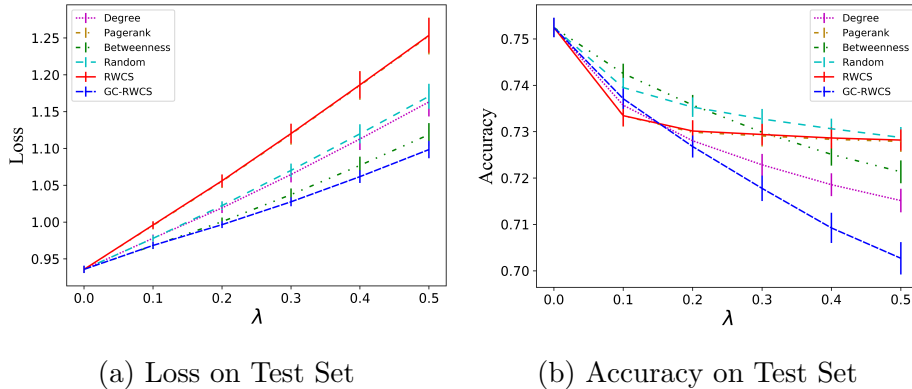 Degree
Pagerank
Betweenness
Random
RWCS
GC-RWCS
1.25
1.20
1.15
1.10
1.05
1.00
0.95
Loss
0.0 0.1 0.2 0.3 0.4 0.5
λ
(a) Loss on Test Set
Degree
Pagerank
Betweenness
Random
RWCS
GC-RWCS
0.75
0.74
0.73
0.72
0.71
0.70
Accuracy
0.0 0.1 0.2 0.3 0.4 0.5
λ
(b) Accuracy on Test Set